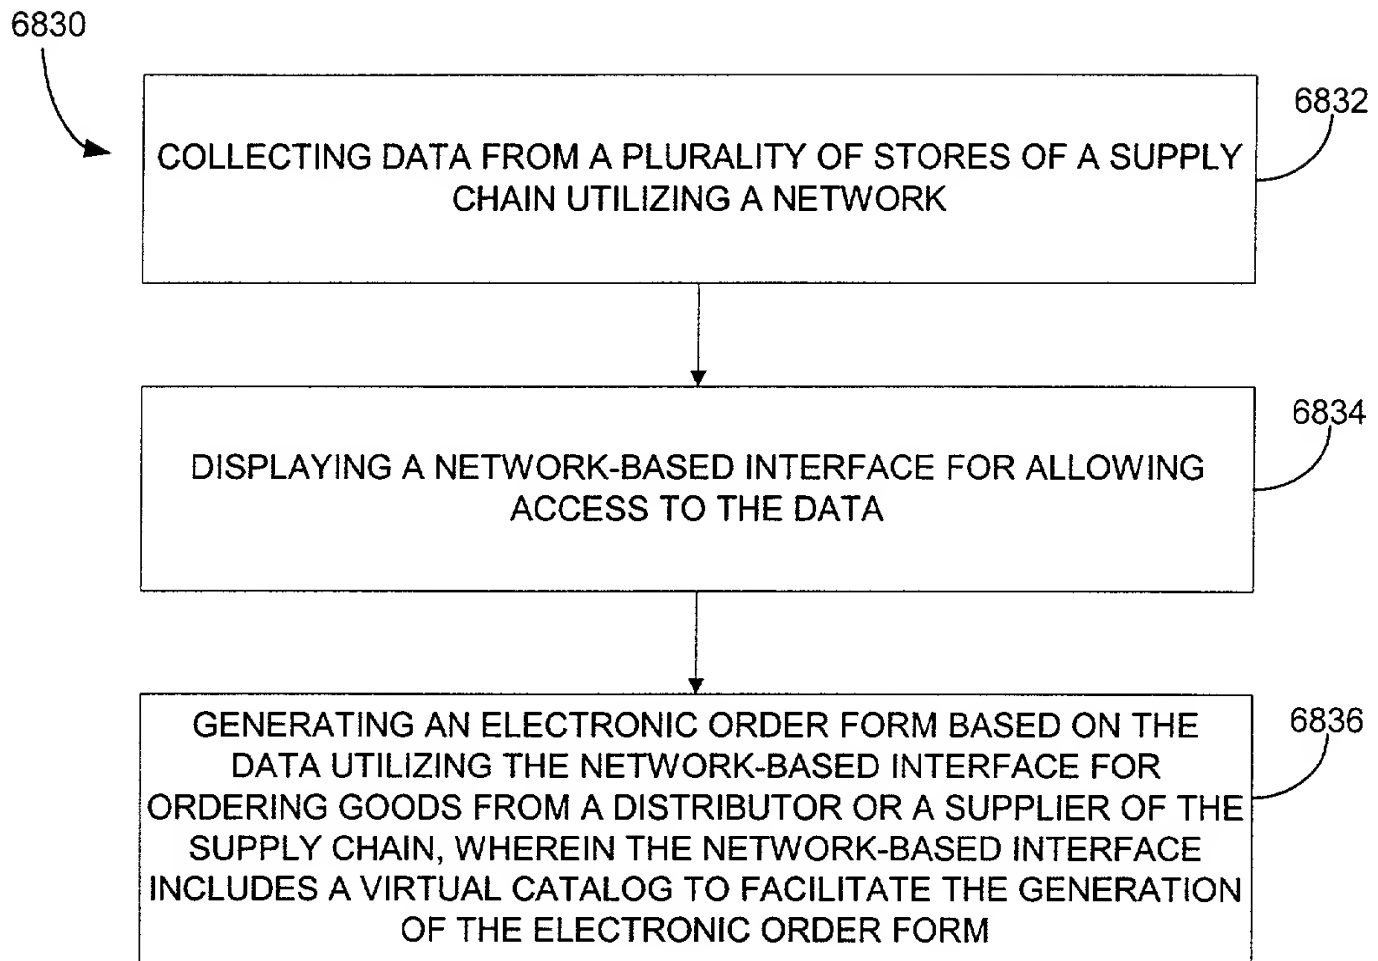 6830
6832
COLLECTING DATA FROM A PLURALITY OF STORES OF A SUPPLY
CHAIN UTILIZING A NETWORK
6834
DISPLAYING A NETWORK-BASED INTERFACE FOR ALLOWING
ACCESS TO THE DATA
6836
GENERATING AN ELECTRONIC ORDER FORM BASED ON THE
DATA UTILIZING THE NETWORK-BASED INTERFACE FOR
ORDERING GOODS FROM A DISTRIBUTOR OR A SUPPLIER OF THE
SUPPLY CHAIN, WHEREIN THE NETWORK-BASED INTERFACE
INCLUDES A VIRTUAL CATALOG TO FACILITATE THE GENERATION
OF THE ELECTRONIC ORDER FORM